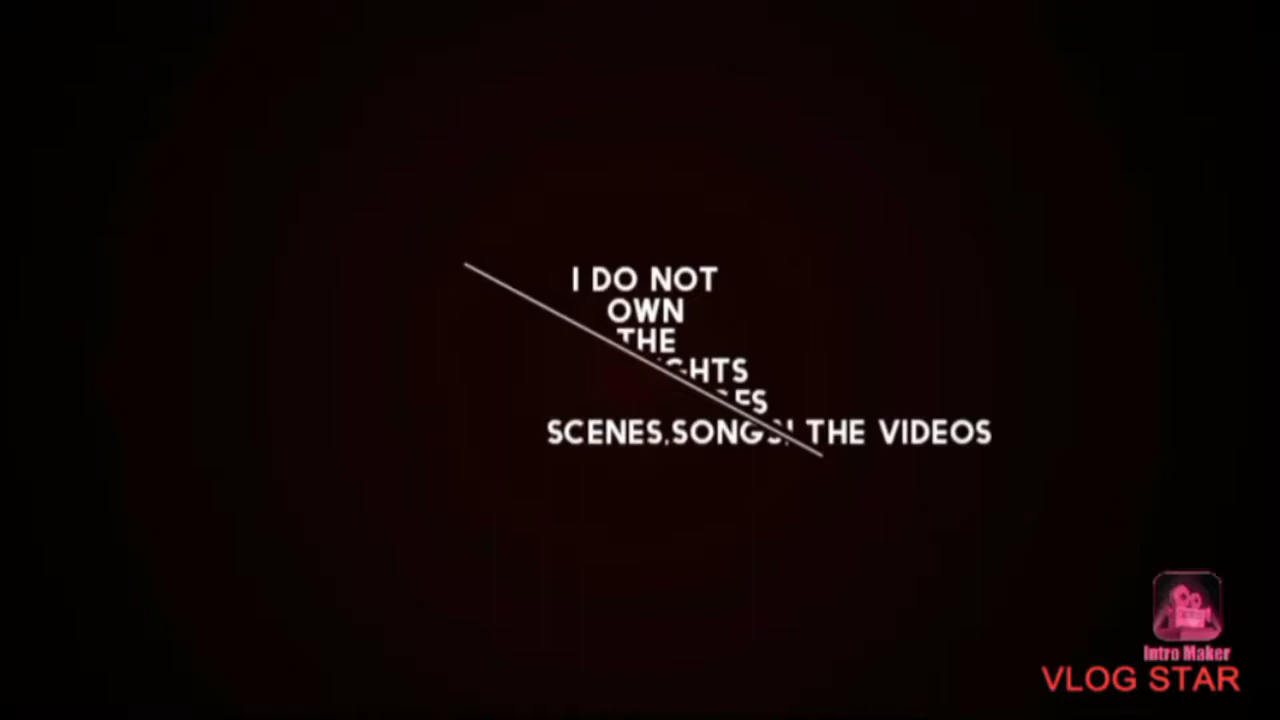 I DO NOT
OWN
THE
SCENES,SONGS! THE VIDEOS
Intro Maker
VLOG STAR